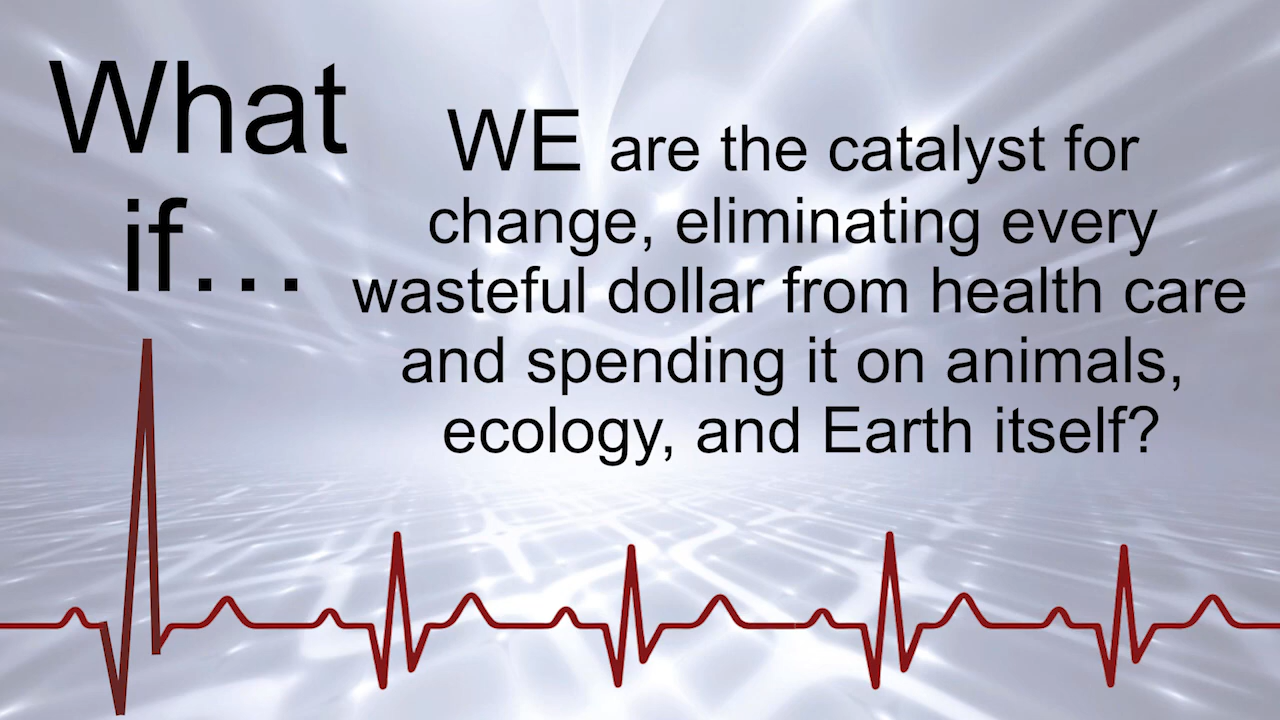 What
if...
WE are the catalyst for
change, eliminating every
wasteful dollar from health care
and spending it on animals,
ecology, and Earth itself?